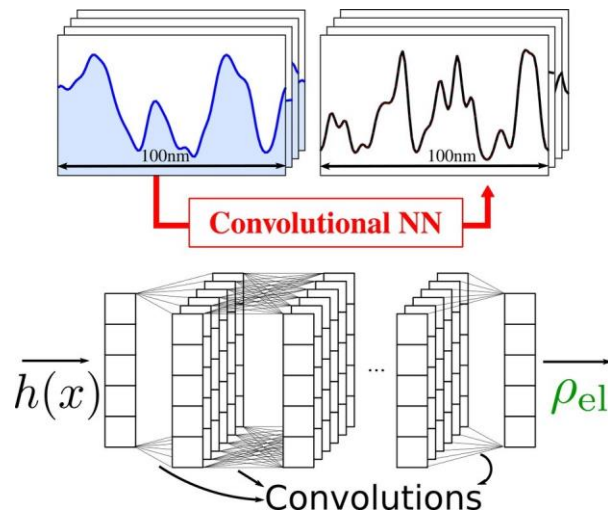 100nm
100nm
Convolutional NN
h(x)
...
ρel
Convolutions